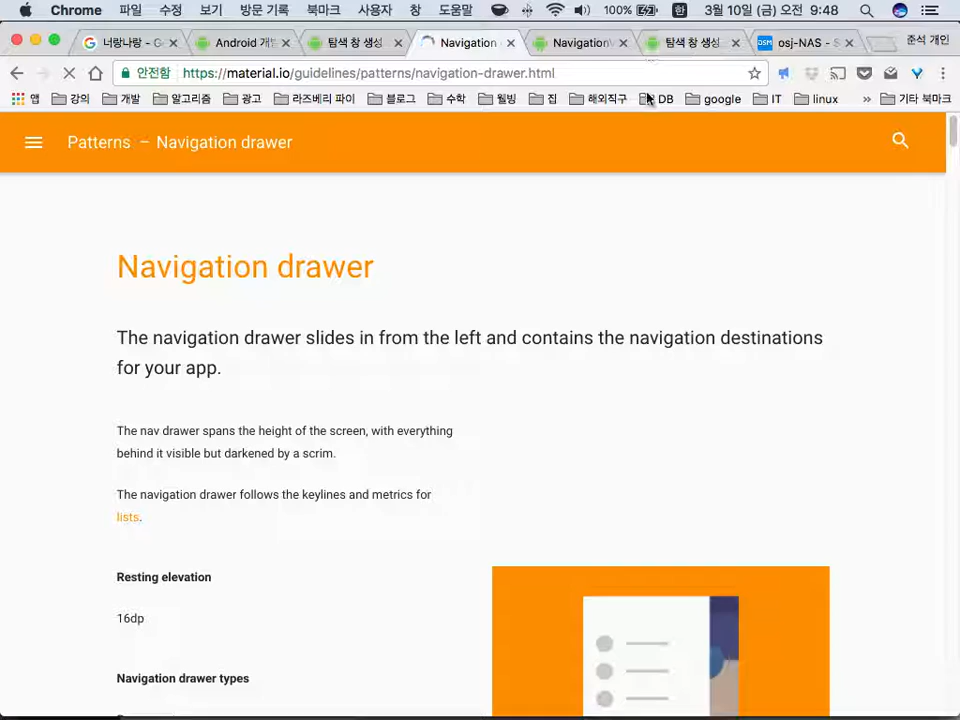 Chrome 파일 수정 보기 방문 기록 북마크 사용자 창 도움말 100% 한 3월 10일 (금) 오전 9:48
너랑나랑 - G
Android 개발
탐색 창 생성
Navigation
Navigation
탐색 창 생성
osj-NAS - S
준석 개인
안전함 https://material.io/guidelines/patterns/navigation-drawer.html
앱 강의 개발 알고리즘 광고 라즈베리 파이 블로그 수학 웰빙 집 해외직구 DB google IT linux » 기타 북마크
Patterns – Navigation drawer
Navigation drawer
The navigation drawer slides in from the left and contains the navigation destinations
for your app.
The nav drawer spans the height of the screen, with everything
behind it visible but darkened by a scrim.
The navigation drawer follows the keylines and metrics for
lists.
Resting elevation
16dp
Navigation drawer types